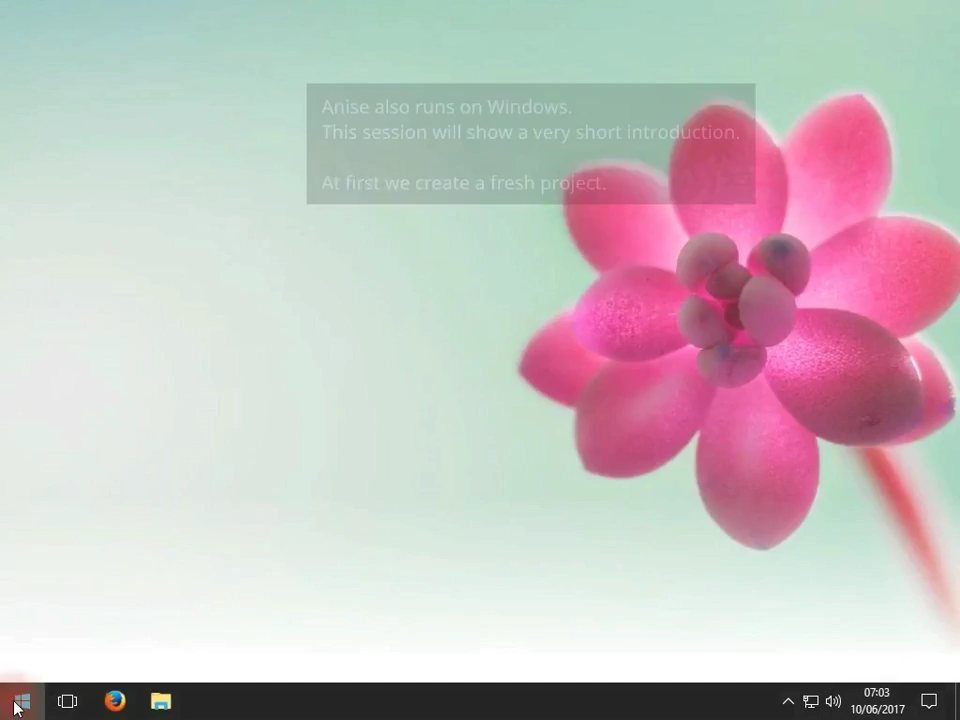 Anise also runs on Windows.
This session will show a very short introduction.
At first we create a fresh project.
07:03
10/06/2017